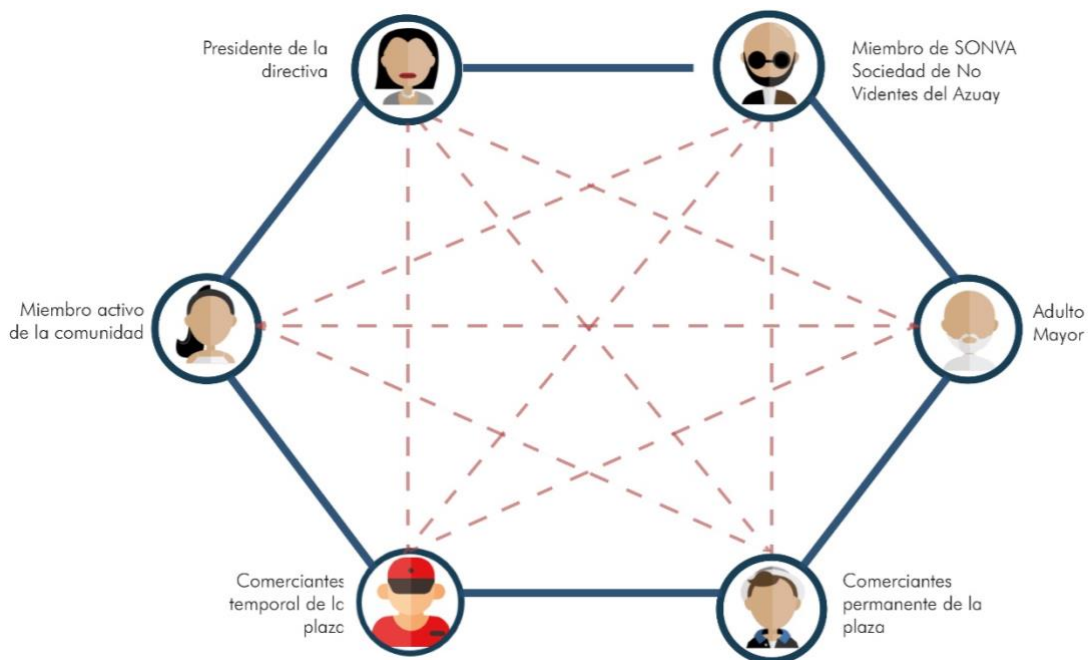 Presidente de la
directiva
Miembro de SONVA
Sociedad de No
Videntes del Azuay
Miembro activo
de la comunidad
Adulto
Mayor
Comerciantes
temporal de la
plaza
Comerciantes
permanente de la
plaza